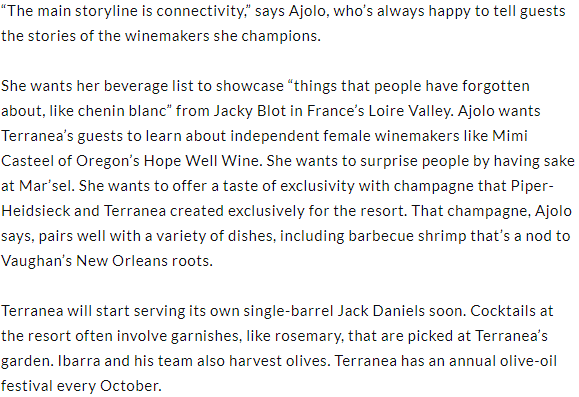 “The main storyline is connectivity,” says Ajolo, who’s always happy to tell guests
the stories of the winemakers she champions.
She wants her beverage list to showcase “things that people have forgotten
about, like chenin blanc” from Jacky Blot in France’s Loire Valley. Ajolo wants
Terranea’s guests to learn about independent female winemakers like Mimi
Casteel of Oregon’s Hope Well Wine. She wants to surprise people by having sake
at Mar’sel. She wants to offer a taste of exclusivity with champagne that Piper-
Heidsieck and Terranea created exclusively for the resort. That champagne, Ajolo
says, pairs well with a variety of dishes, including barbecue shrimp that’s a nod to
Vaughan’s New Orleans roots.
Terranea will start serving its own single-barrel Jack Daniels soon. Cocktails at
the resort often involve garnishes, like rosemary, that are picked at Terranea’s
garden. Ibarra and his team also harvest olives. Terranea has an annual olive-oil
festival every October.